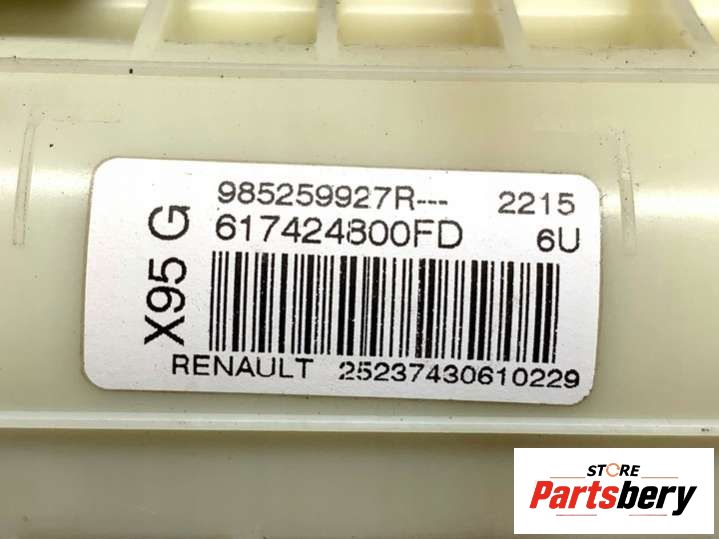 985259927R--- 2215
617424800FD 6U
X95 G
RENAULT 25237430610229
STORE
Partsbery